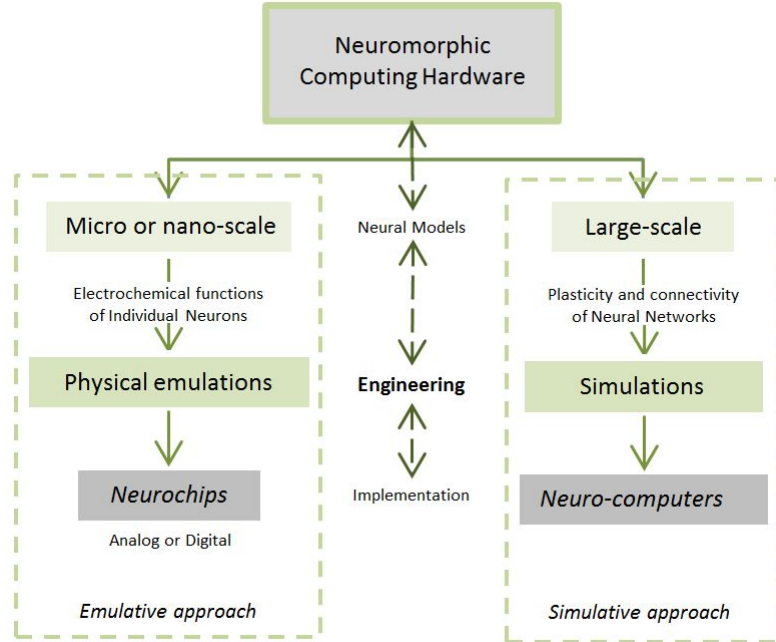 Neuromorphic
Computing Hardware
Micro or nano-scale
Electrochemical functions
of Individual Neurons
Physical emulations
Neurochips
Analog or Digital
Emulative approach
Neural Models
Engineering
Implementation
Large-scale
Plasticity and connectivity
of Neural Networks
Simulations
Neuro-computers
Simulative approach